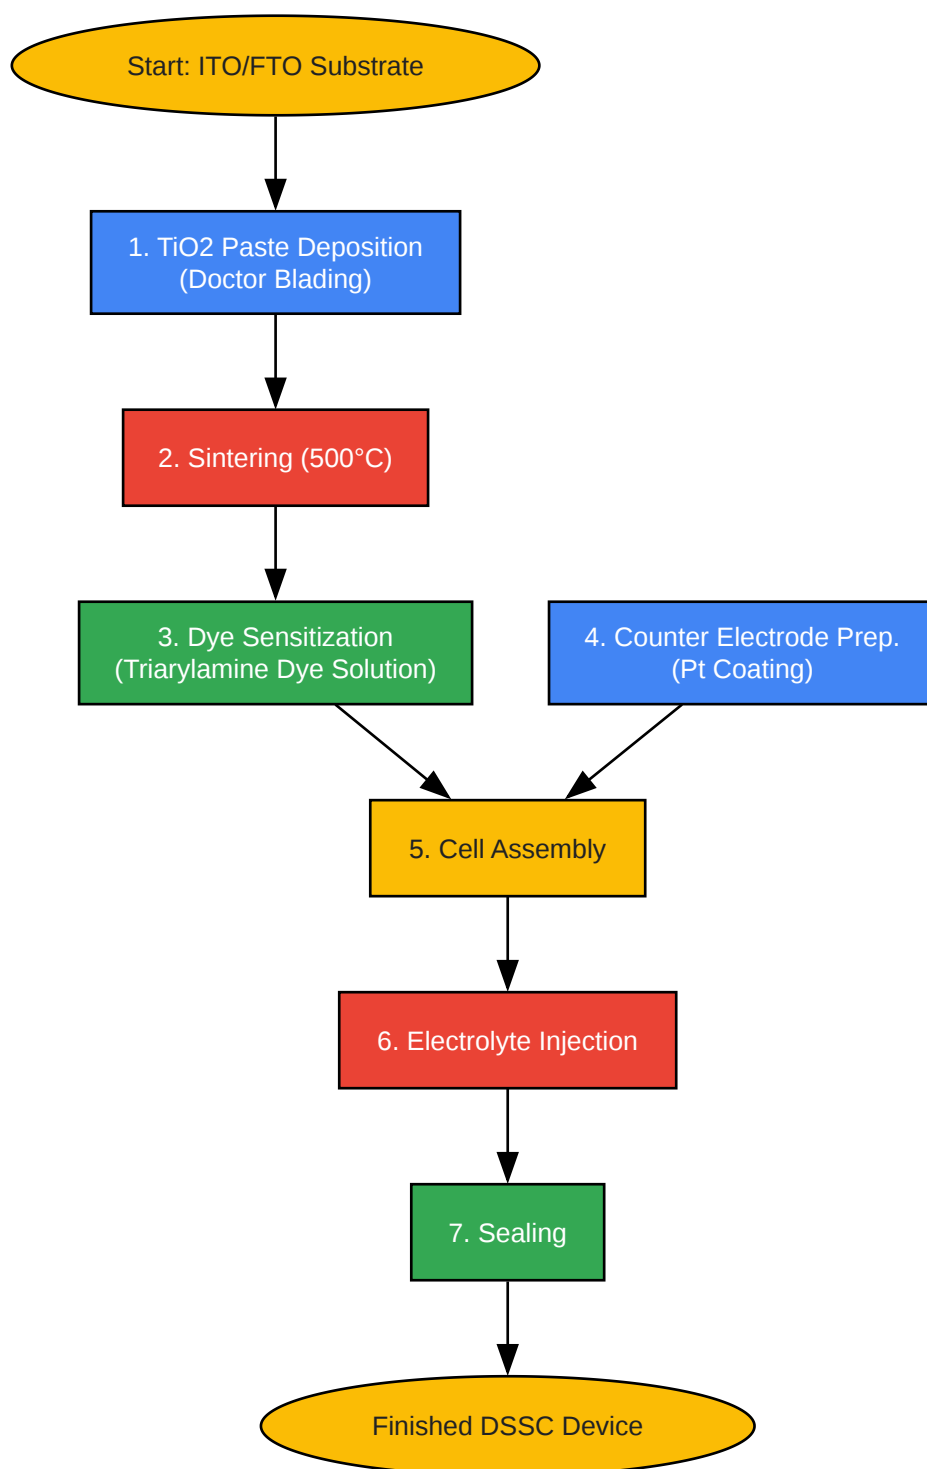 Start: ITO/FTO Substrate
1. TiO2 Paste Deposition
(Doctor Blading)
2. Sintering (500°C)
3. Dye Sensitization
(Triarylamine Dye Solution)
4. Counter Electrode Prep.
(Pt Coating)
5. Cell Assembly
6. Electrolyte Injection
7. Sealing
Finished DSSC Device